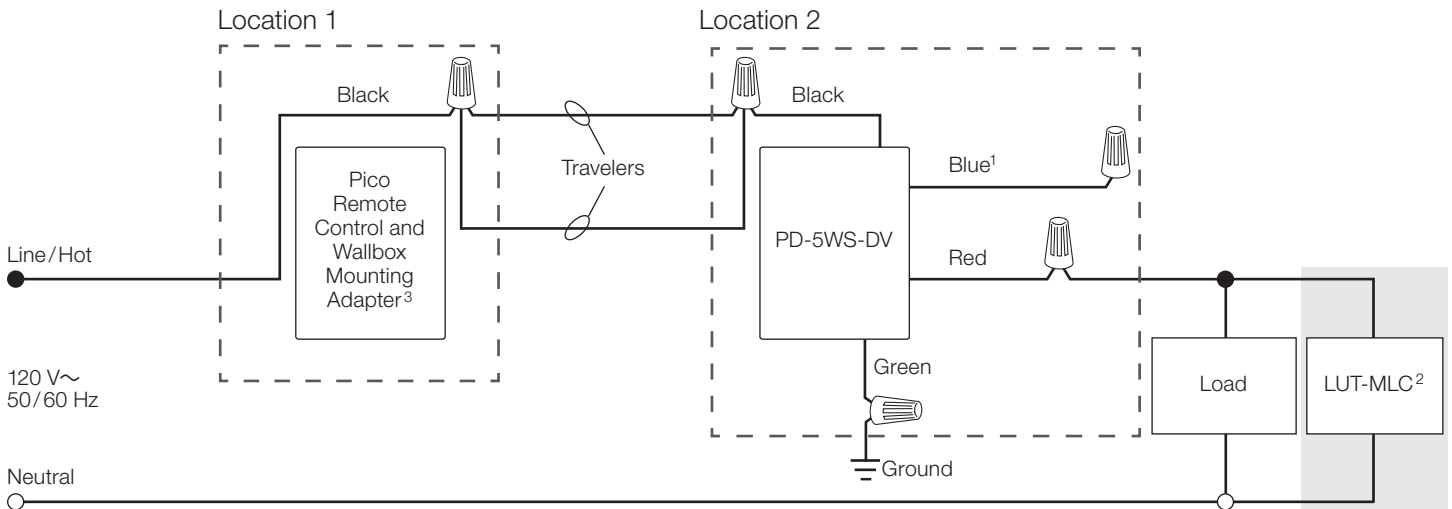 Location 1
Location 2
Black
Black
Travelers
Blue¹
Pico
Remote
Control and
Wallbox
Mounting
Adapter³
PD-5WS-DV
Line/Hot
Red
120 V~
50/60 Hz
Green
Load
LUT-MLC²
Ground
Neutral